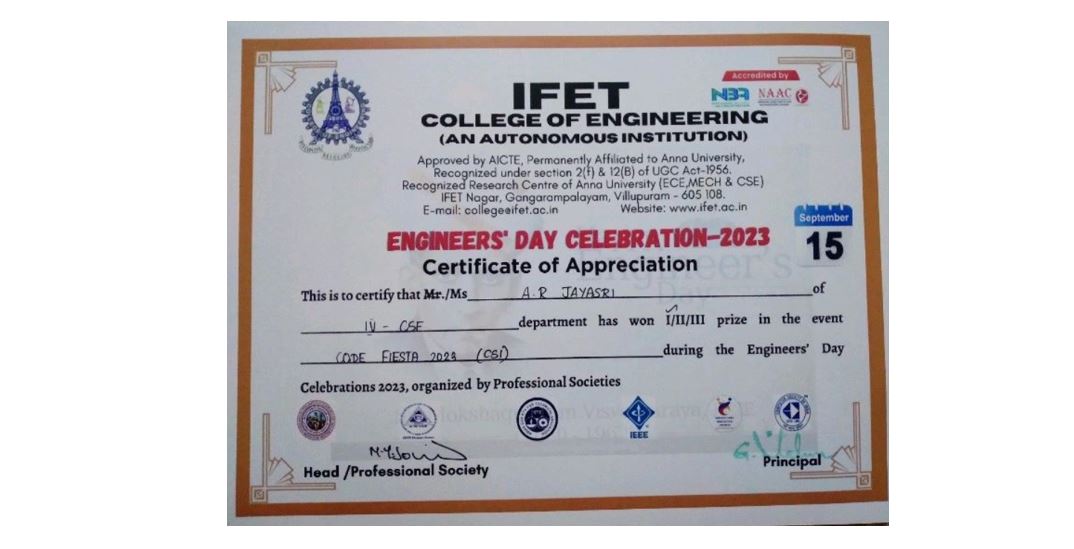 Accredited by
NBA NAAC
IFET
COLLEGE OF ENGINEERING
(AN AUTONOMOUS INSTITUTION)
Approved by AICTE, Permanently Affiliated to Anna University,
Recognized under section 2(f) & 12(B) of UGC Act-1956.
Recognized Research Centre of Anna University (ECE,MECH & CSE)
IFET Nagar, Gangarampalayam, Villupuram - 605 108.
E-mail: college@ifet.ac.in Website: www.ifet.ac.in
September
15
ENGINEERS' DAY CELEBRATION-2023
Certificate of Appreciation
This is to certify that Mr./Ms A.R JAYASRI of
IV - CSE department has won I/II/III prize in the event
CODE FIESTA 2023 (CSI) during the Engineers' Day
Celebrations 2023, organized by Professional Societies
IEEE
Head /Professional Society
Principal